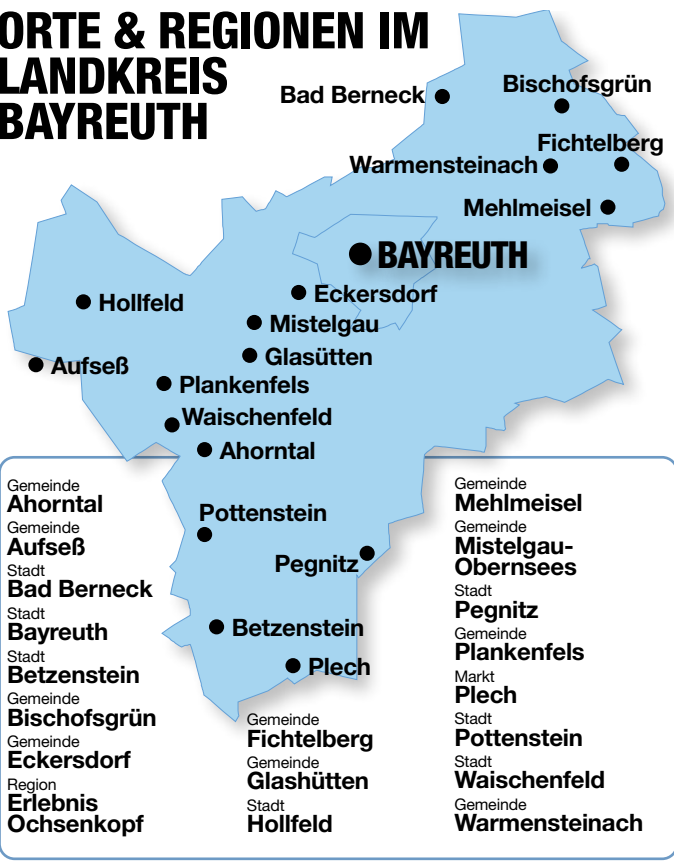 ORTE & REGIONEN IM
LANDKREIS
BAYREUTH
Bad Berneck
Bischofsgrün
Fichtelberg
Warmensteinach
Mehlmeisel
BAYREUTH
Eckersdorf
Hollfeld
Mistelgau
Glasütten
Aufseß
Plankenfels
Waischenfeld
Ahorntal
Pottenstein
Pegnitz
Betzenstein
Plech
Gemeinde
Ahorntal
Gemeinde
Aufseß
Stadt
Bad Berneck
Stadt
Bayreuth
Stadt
Betzenstein
Gemeinde
Bischofsgrün
Gemeinde
Eckersdorf
Region
Erlebnis
Ochsenkopf
Gemeinde
Fichtelberg
Gemeinde
Glashütten
Stadt
Hollfeld
Gemeinde
Mehlmeisel
Gemeinde
Mistelgau-
Obernsees
Stadt
Pegnitz
Gemeinde
Plankenfels
Markt
Plech
Stadt
Pottenstein
Stadt
Waischenfeld
Gemeinde
Warmensteinach